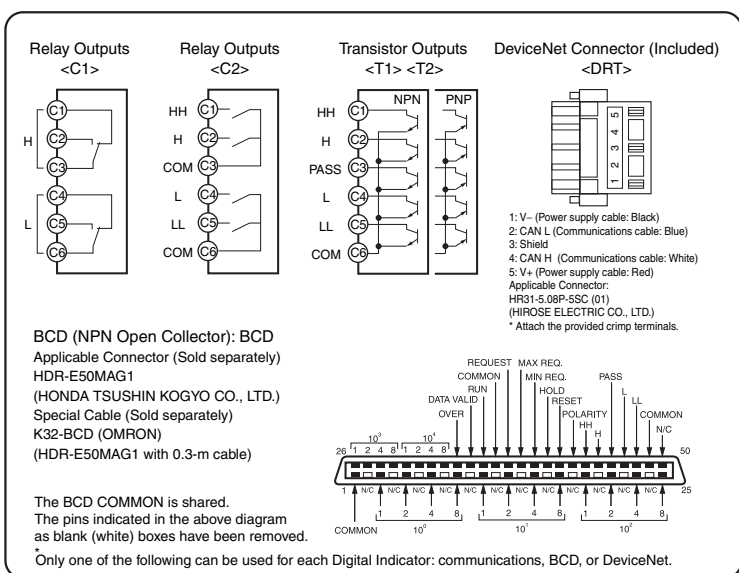 Relay Outputs
<C1>
C1
C2
C3
C4
C5
C6
H
L
Relay Outputs
<C2>
HH
H
COM
L
LL
COM
C1
C2
C3
C4
C5
C6
Transistor Outputs
<T1> <T2>
NPN
PNP
HH
H
PASS
L
LL
COM
C1
C2
C3
C4
C5
C6
DeviceNet Connector (Included)
<DRT>
1 2 3 4 5
1: V– (Power supply cable: Black)
2: CAN L (Communications cable: Blue)
3: Shield
4: CAN H (Communications cable: White)
5: V+ (Power supply cable: Red)
Applicable Connector:
HR31-5.08P-5SC (01)
(HIROSE ELECTRIC CO., LTD.)
* Attach the provided crimp terminals.
BCD (NPN Open Collector): BCD
Applicable Connector (Sold separately)
HDR-E50MAG1
(HONDA TSUSHIN KOGYO CO., LTD.)
Special Cable (Sold separately)
K32-BCD (OMRON)
(HDR-E50MAG1 with 0.3-m cable)
The BCD COMMON is shared.
The pins indicated in the above diagram
as blank (white) boxes have been removed.
REQUEST MAX REQ.
COMMON MIN REQ. PASS
RUN HOLD L
DATA VALID RESET LL
OVER POLARITY COMMON
HH N/C
H
10³ 10⁴
26 1 2 4 8 1 2 4 8 50
1 N/C N/C N/C N/C N/C N/C N/C N/C N/C N/C N/C N/C 25
COMMON 1 2 4 8 1 2 4 8 1 2 4 8
10⁰ 10¹ 10²
*Only one of the following can be used for each Digital Indicator: communications, BCD, or DeviceNet.